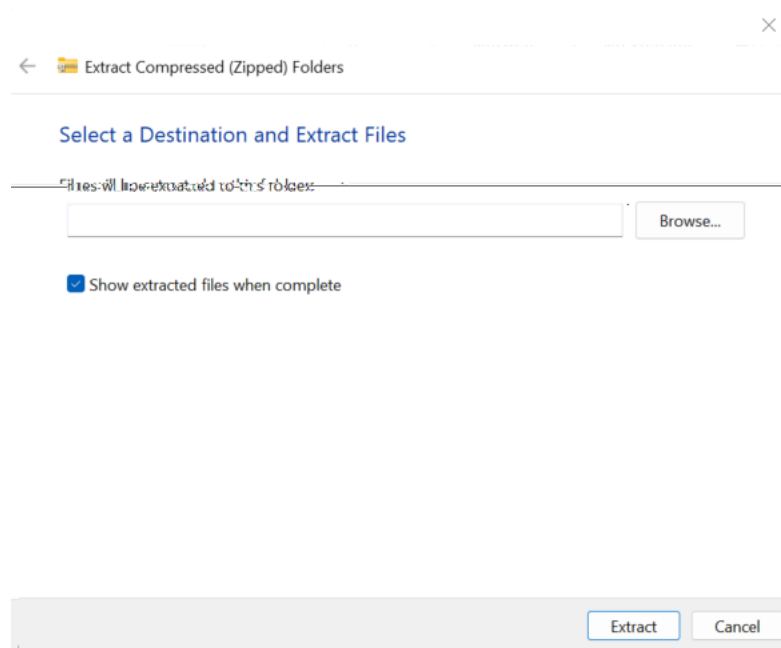 Extract Compressed (Zipped) Folders
Select a Destination and Extract Files
Browse...
Show extracted files when complete
Extract
Cancel